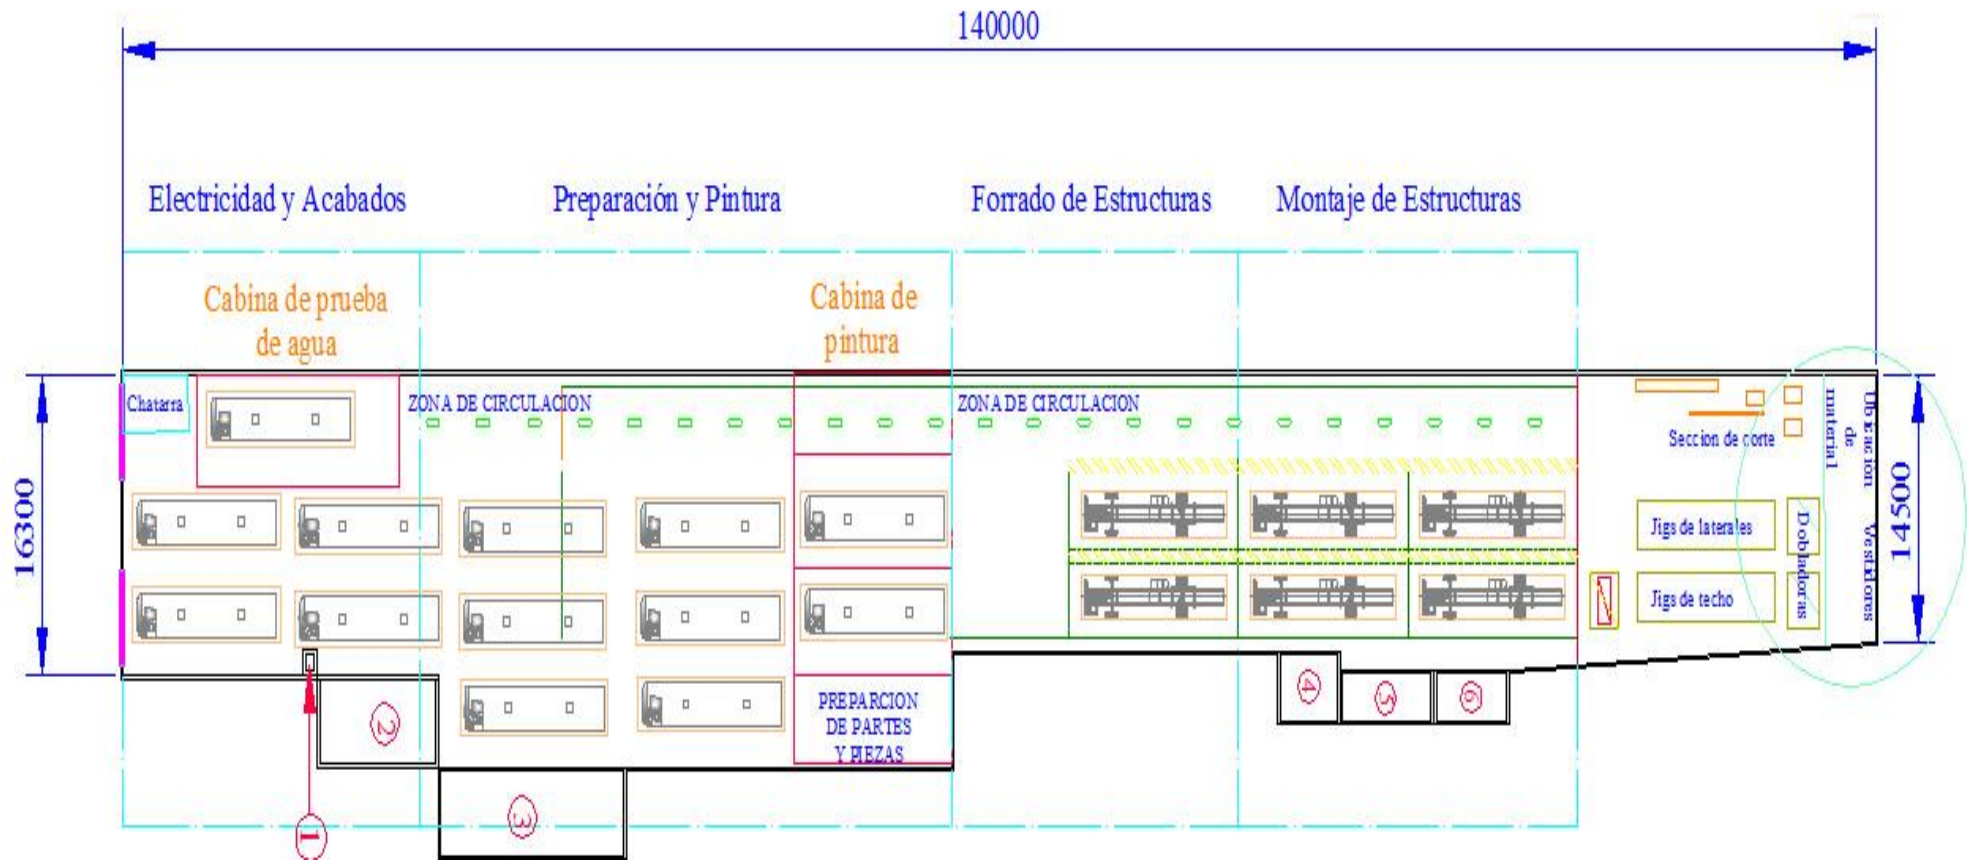 140000
Electricidad y Acabados
Preparación y Pintura
Forrado de Estructuras
Montaje de Estructuras
Cabina de prueba
de agua
Cabina de
pintura
Chatarra
ZONA DE CIRCULACION
ZONA DE CIRCULACION
Seccion de corte
Ubicacion
de
material
16300
14500
Jigs de laterales
Jigs de techo
Dobladoras
Vestidores
PREPARCION
DE PARTES
Y PIEZAS
1
2
3
4
5
6